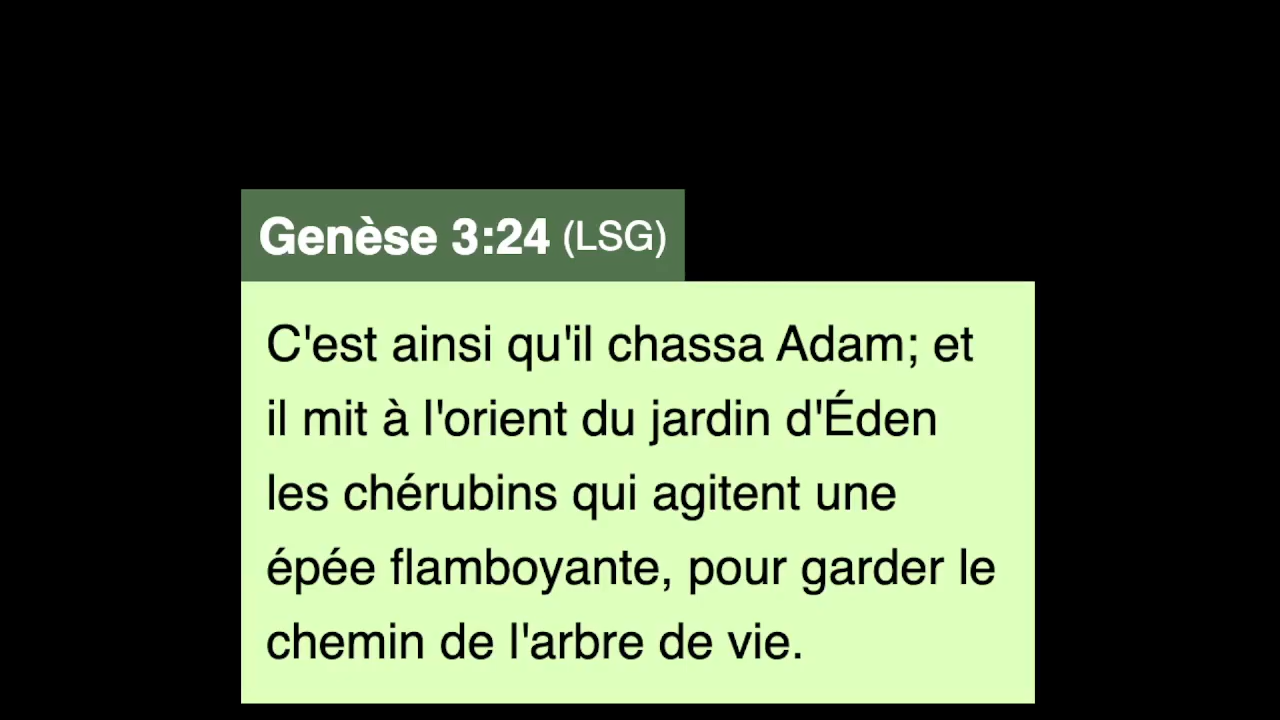 Genèse 3:24 (LSG)
C'est ainsi qu'il chassa Adam; et
il mit à l'orient du jardin d'Éden
les chérubins qui agitent une
épée flamboyante, pour garder le
chemin de l'arbre de vie.